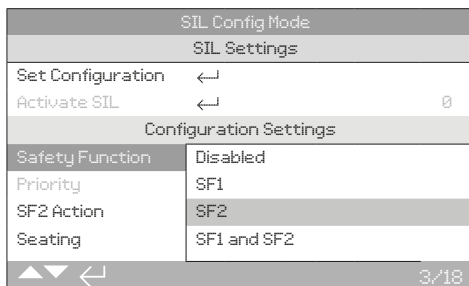 SIL Config Mode
SIL Settings
Set Configuration
Activate SIL 0
Configuration Settings
Safety Function Disabled
Priority SF1
SF2 Action SF2
Seating SF1 and SF2
3/18